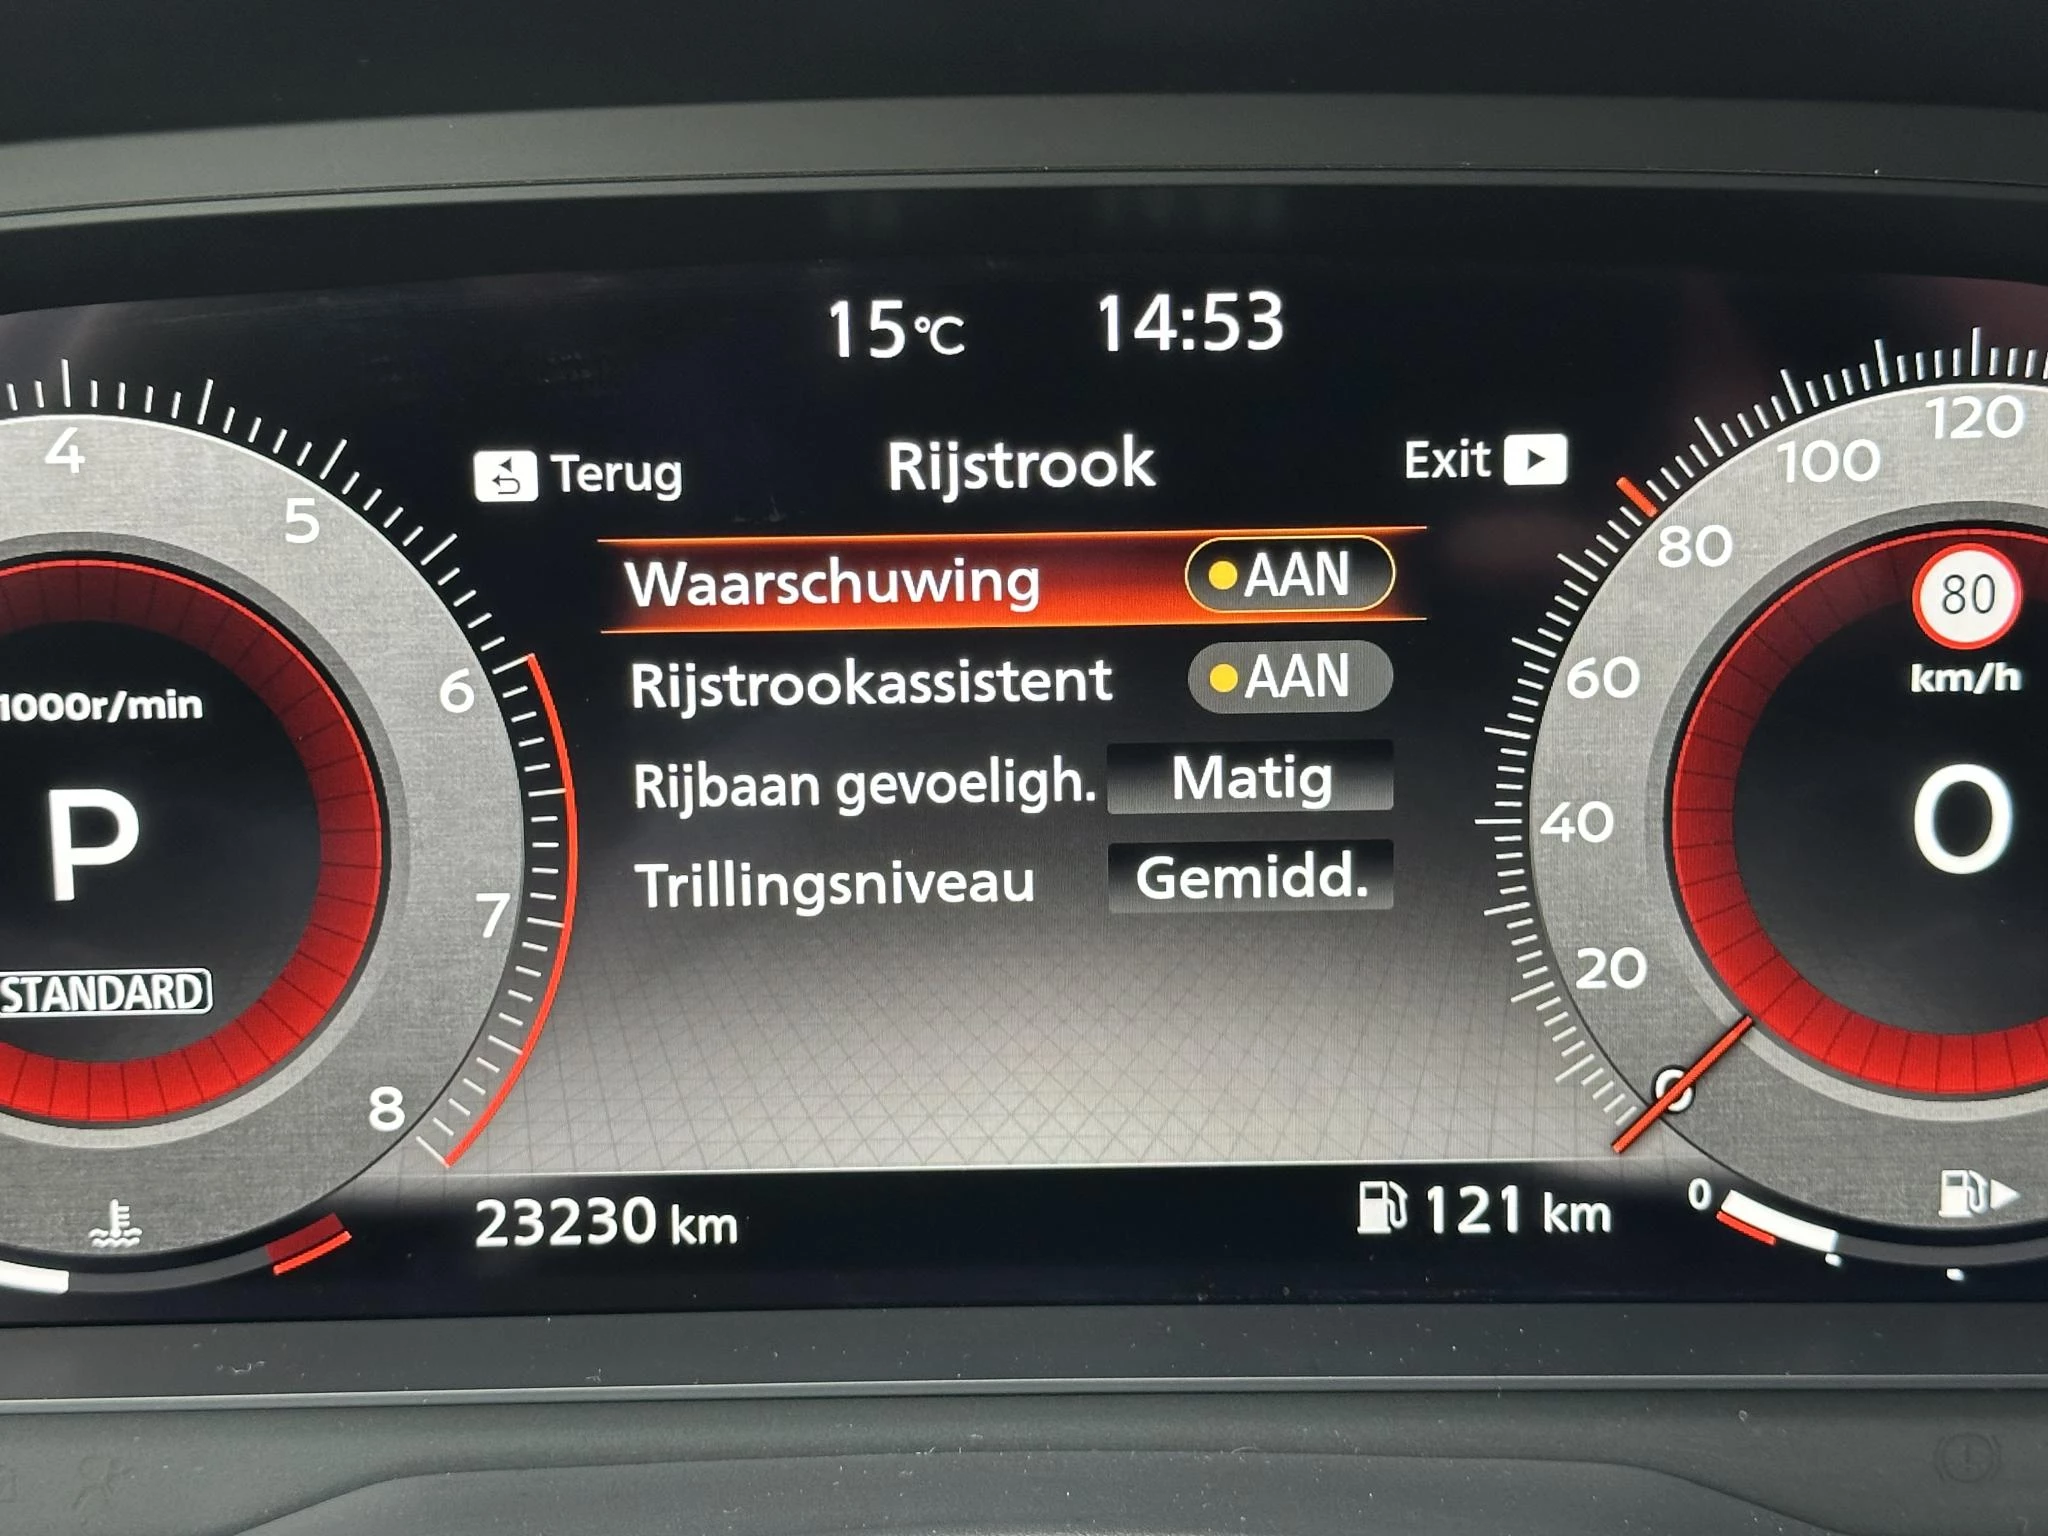 15°C 14:53
Terug Rijstrook Exit
Waarschuwing AAN
Rijstrookassistent AAN
Rijbaan gevoeligh. Matig
Trillingsniveau Gemidd.
4
5
6
7
8
1000r/min
P
STANDARD
120
100
80
60
40
20
0
80
km/h
0
23230 km
121 km
0